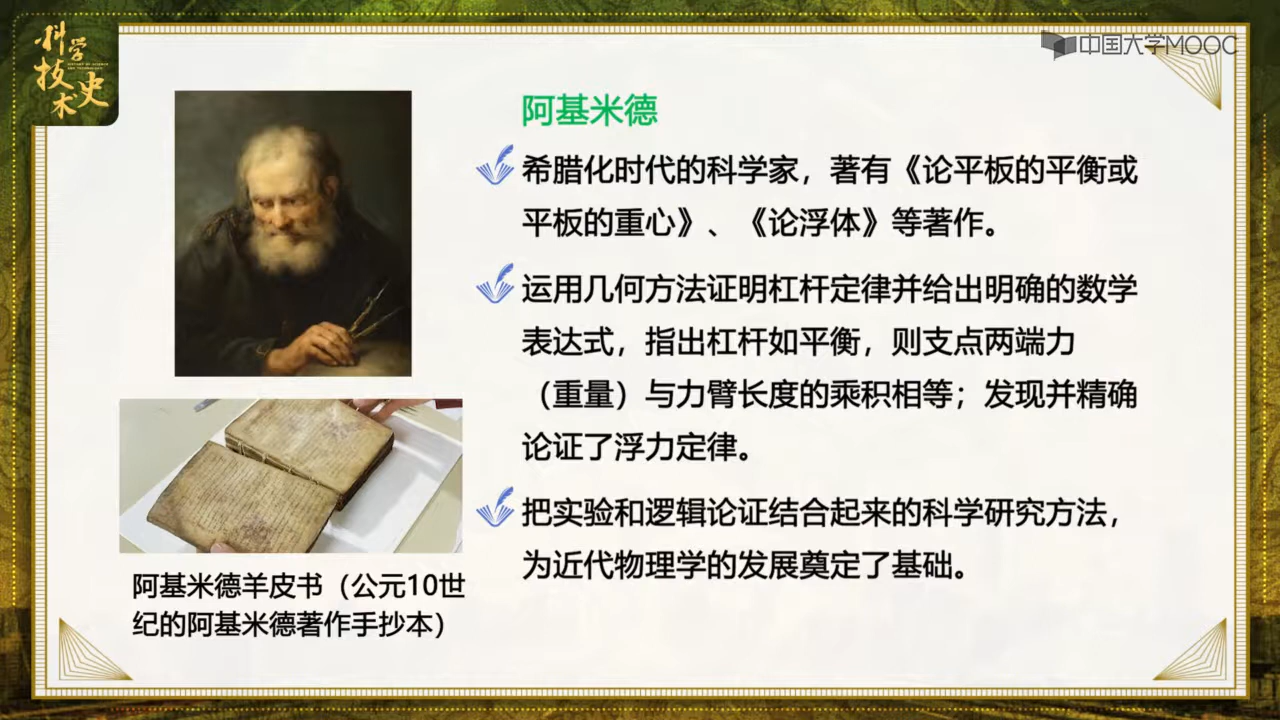 科学
技术史
HISTORY OF SCIENCE
AND TECHNOLOGY
中国大学MOOC
阿基米德
希腊化时代的科学家，著有《论平板的平衡或
平板的重心》、《论浮体》等著作。
运用几何方法证明杠杆定律并给出明确的数学
表达式，指出杠杆如平衡，则支点两端力
（重量）与力臂长度的乘积相等；发现并精确
论证了浮力定律。
把实验和逻辑论证结合起来的科学研究方法，
为近代物理学的发展奠定了基础。
阿基米德羊皮书（公元10世
纪的阿基米德著作手抄本）